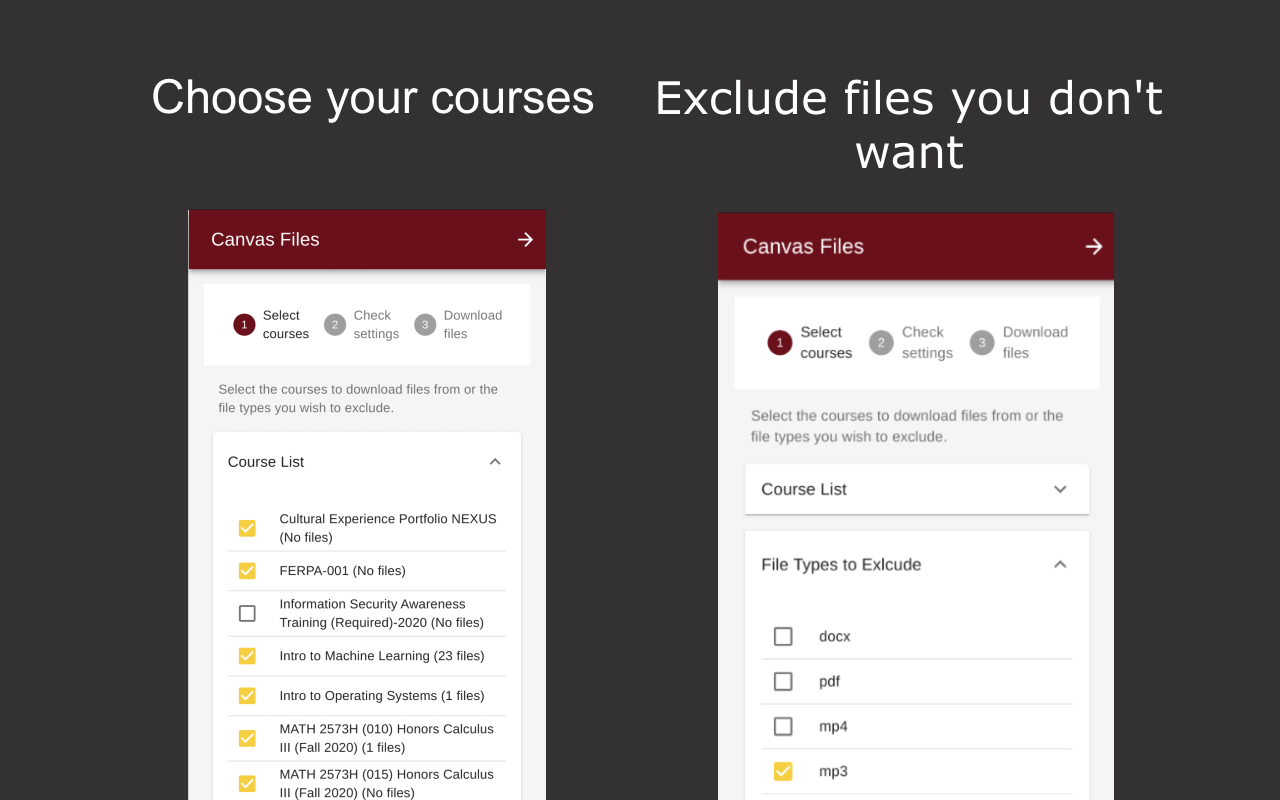 Choose your courses
Canvas Files
1
Select
courses
2
Check
settings
3
Download
files
Select the courses to download files from or the
file types you wish to exclude.
Course List
Cultural Experience Portfolio NEXUS
(No files)
FERPA-001 (No files)
Information Security Awareness
Training (Required)-2020 (No files)
Intro to Machine Learning (23 files)
Intro to Operating Systems (1 files)
MATH 2573H (010) Honors Calculus
III (Fall 2020) (1 files)
MATH 2573H (015) Honors Calculus
III (Fall 2020) (No files)
Exclude files you don't
want
Canvas Files
1
Select
courses
2
Check
settings
3
Download
files
Select the courses to download files from or the
file types you wish to exclude.
Course List
File Types to Exlcude
docx
pdf
mp4
mp3